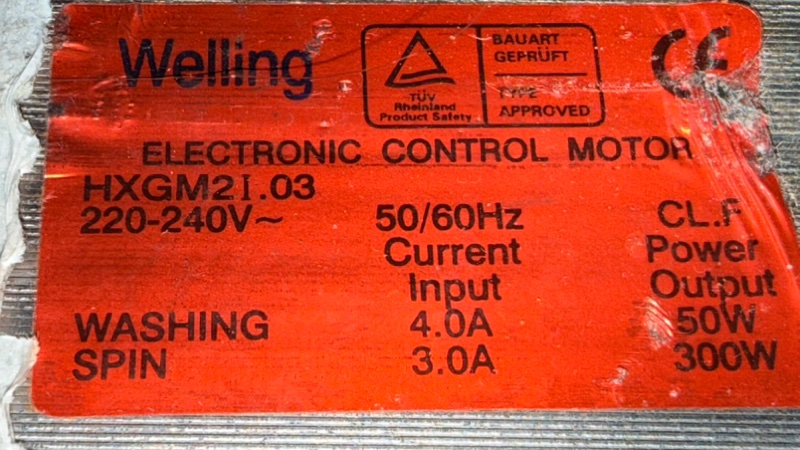 Welling
TÜV
Rheinland
Product Safety
BAUART
GEPRÜFT
TYPE
APPROVED
CE
ELECTRONIC CONTROL MOTOR
HXGM2I.03
220-240V~ 50/60Hz CL.F
Current Power
Input Output
WASHING 4.0A 50W
SPIN 3.0A 300W